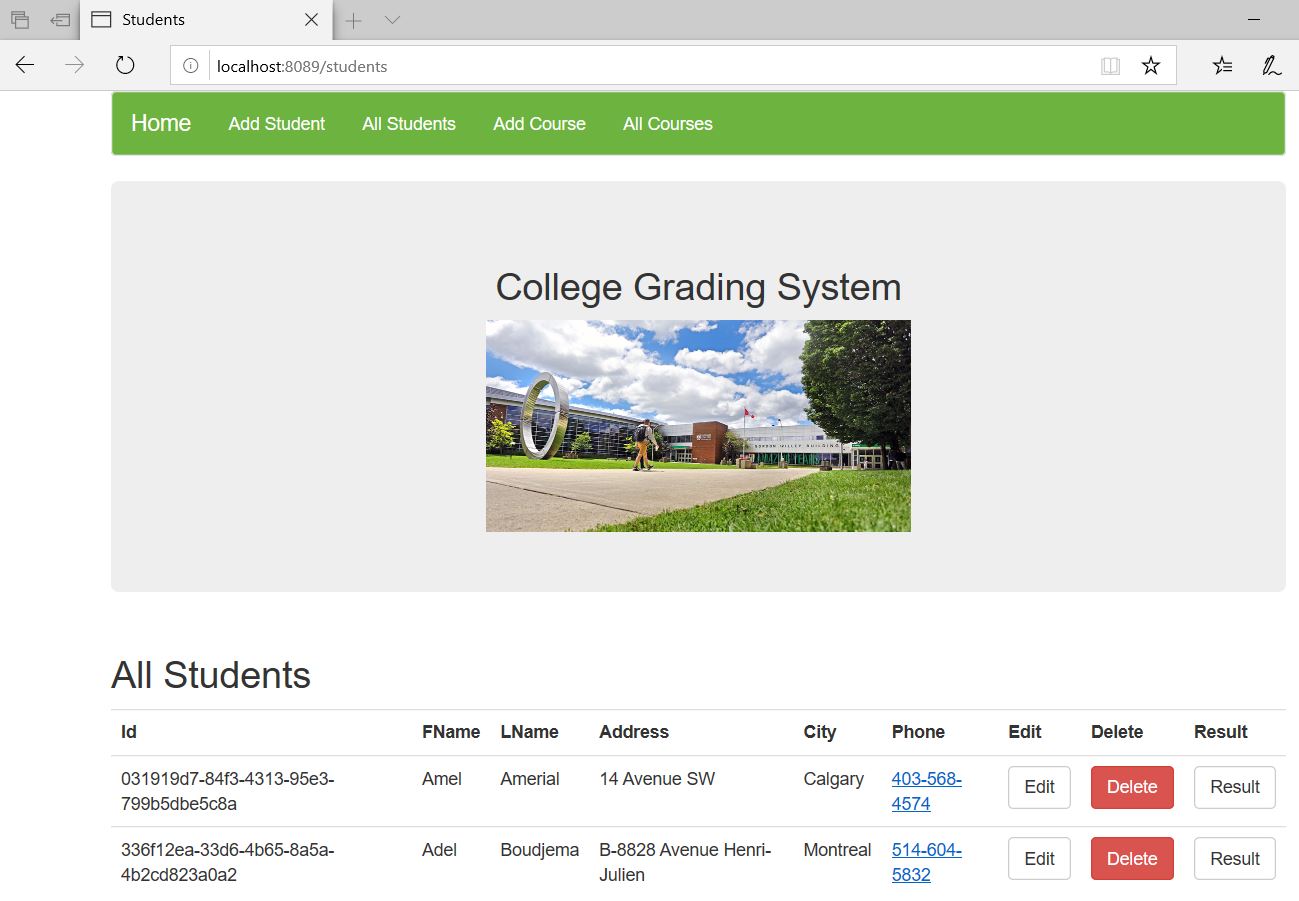 Students
localhost:8089/students
Home Add Student All Students Add Course All Courses
College Grading System
GORDON WILLEY BUILDING
All Students
Id FName LName Address City Phone Edit Delete Result
031919d7-84f3-4313-95e3- Amel Amerial 14 Avenue SW Calgary 403-568- Edit Delete Result
799b5dbe5c8a 4574
336f12ea-33d6-4b65-8a5a- Adel Boudjema B-8828 Avenue Henri- Montreal 514-604- Edit Delete Result
4b2cd823a0a2 Julien 5832